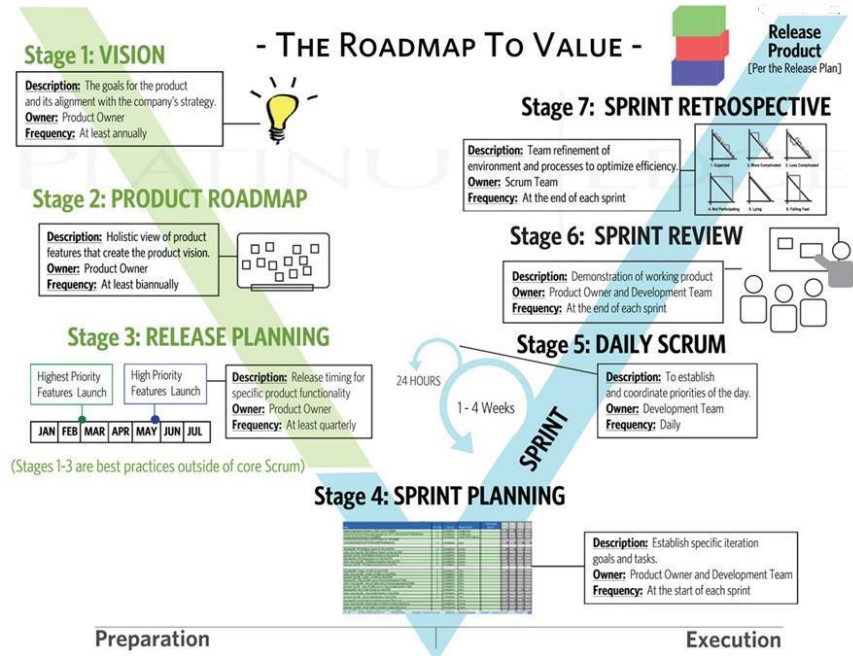 - THE ROADMAP TO VALUE -
Release
Product
[Per the Release Plan]
Stage 1: VISION
Description: The goals for the product
and its alignment with the company's strategy.
Owner: Product Owner
Frequency: At least annually
Stage 2: PRODUCT ROADMAP
Description: Holistic view of product
features that create the product vision.
Owner: Product Owner
Frequency: At least biannually
Stage 3: RELEASE PLANNING
Highest Priority
Features Launch
High Priority
Features Launch
JAN FEB MAR APR MAY JUN JUL
Description: Release timing for
specific product functionality
Owner: Product Owner
Frequency: At least quarterly
(Stages 1-3 are best practices outside of core Scrum)
Stage 4: SPRINT PLANNING
Description: Establish specific iteration
goals and tasks.
Owner: Product Owner and Development Team
Frequency: At the start of each sprint
24 HOURS
1 - 4 Weeks
SPRINT
Stage 5: DAILY SCRUM
Description: To establish
and coordinate priorities of the day.
Owner: Development Team
Frequency: Daily
Stage 6: SPRINT REVIEW
Description: Demonstration of working product
Owner: Product Owner and Development Team
Frequency: At the end of each sprint
Stage 7: SPRINT RETROSPECTIVE
Description: Team refinement of
environment and processes to optimize efficiency.
Owner: Scrum Team
Frequency: At the end of each sprint
1. Expected
2. More Complicated
3. Less Complicated
4. Not Participating
5. Lying
6. Failing Fast
PLATINUM EDGE
Preparation
Execution